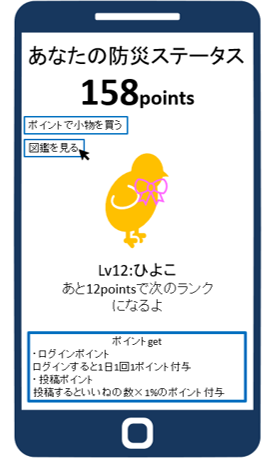 あなたの防災ステータス
158points
ポイントで小物を買う
図鑑を見る
Lv12:ひよこ
あと12pointsで次のランク
になるよ
ポイントget
・ログインポイント
ログインすると1日1回1ポイント付与
・投稿ポイント
投稿するといいねの数×1%のポイント付与